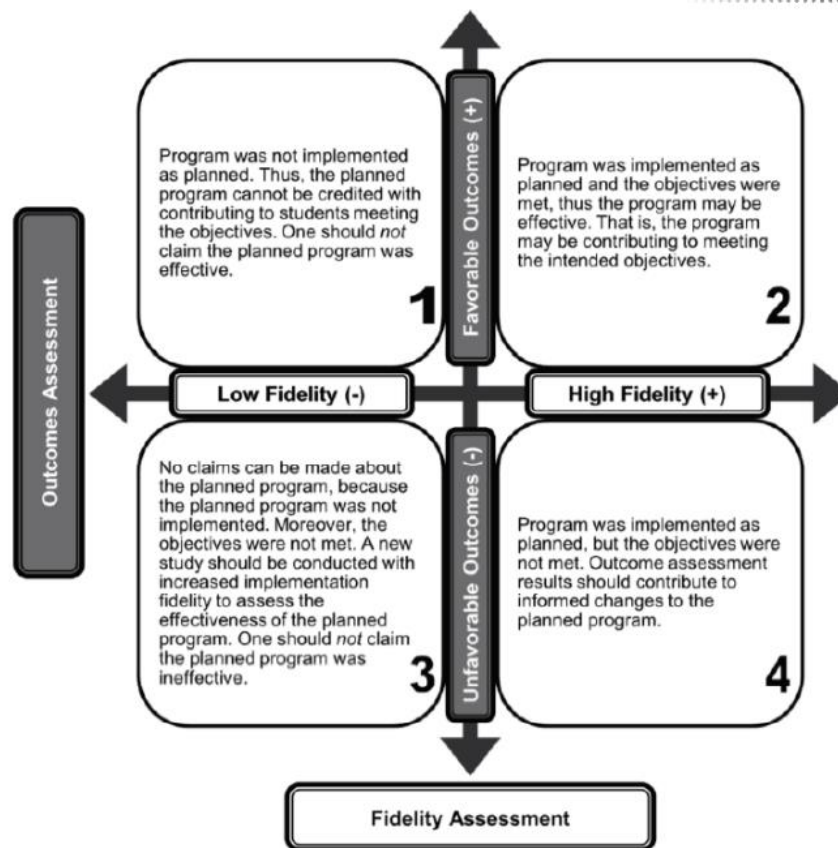 Program was not implemented
as planned. Thus, the planned
program cannot be credited with
contributing to students meeting
the objectives. One should not
claim the planned program was
effective.
1
Favorable Outcomes (+)
Program was implemented as
planned and the objectives were
met, thus the program may be
effective. That is, the program
may be contributing to meeting
the intended objectives.
2
Outcomes Assessment
Low Fidelity (-)
High Fidelity (+)
No claims can be made about
the planned program, because
the planned program was not
implemented. Moreover, the
objectives were not met. A new
study should be conducted with
increased implementation
fidelity to assess the
effectiveness of the planned
program. One should not claim
the planned program was
ineffective.
3
Unfavorable Outcomes (-)
Program was implemented as
planned, but the objectives were
not met. Outcome assessment
results should contribute to
informed changes to the
planned program.
4
Fidelity Assessment